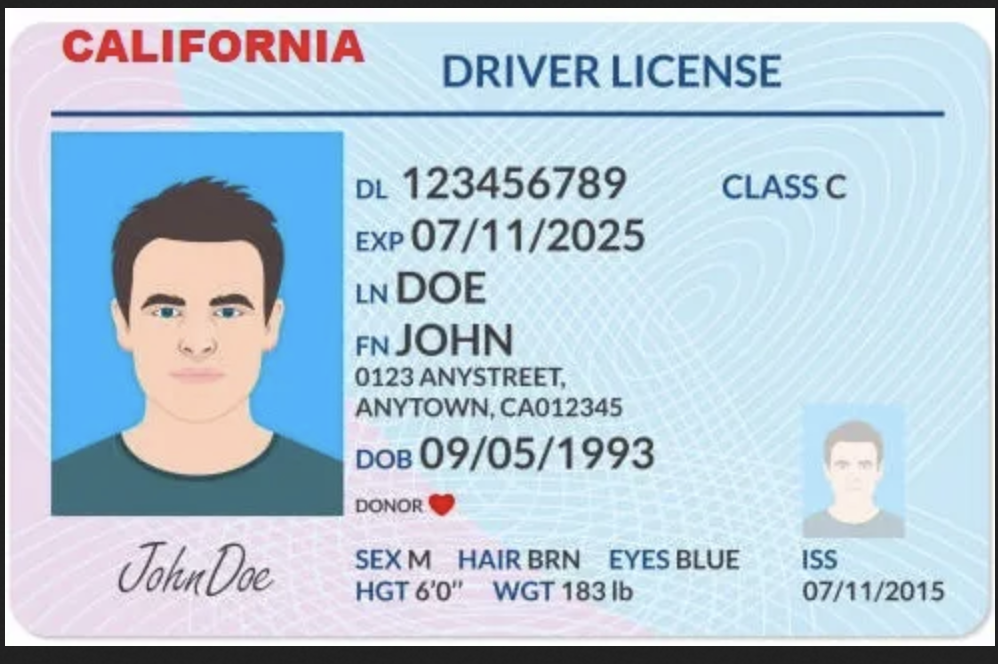 CALIFORNIA
DRIVER LICENSE
DL 123456789 CLASS C
EXP 07/11/2025
LN DOE
FN JOHN
0123 ANYSTREET,
ANYTOWN, CA012345
DOB 09/05/1993
DONOR
SEX M HAIR BRN EYES BLUE ISS
HGT 6'0" WGT 183 lb 07/11/2015
John Doe